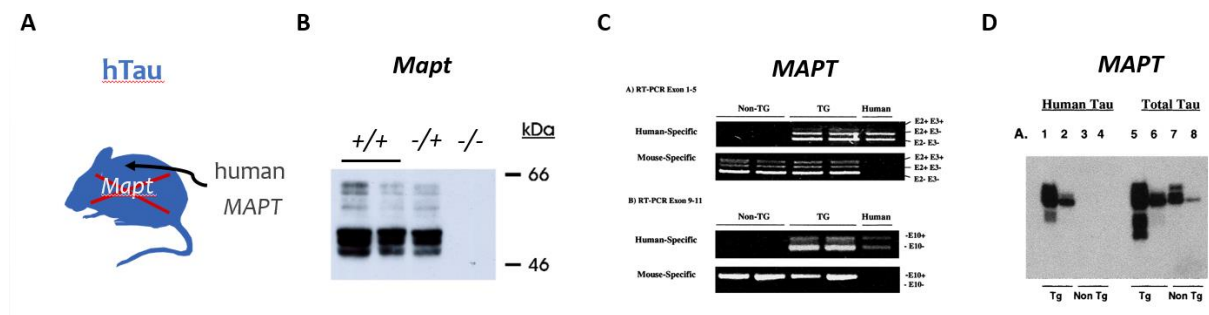 A
hTau
Mapt
human
MAPT
B
Mapt
+/+ -/+ -/-
kDa
66
46
C
MAPT
A) RT-PCR Exon 1-5
Non-TG TG Human
Human-Specific
E2+ E3+
E2+ E3-
E2- E3-
Mouse-Specific
E2+ E3+
E2+ E3-
E2- E3-
B) RT-PCR Exon 9-11
Non-TG TG Human
Human-Specific
-E10+
- E10-
Mouse-Specific
-E10+
- E10-
D
MAPT
Human Tau Total Tau
A. 1 2 3 4 5 6 7 8
Tg Non Tg Tg Non Tg